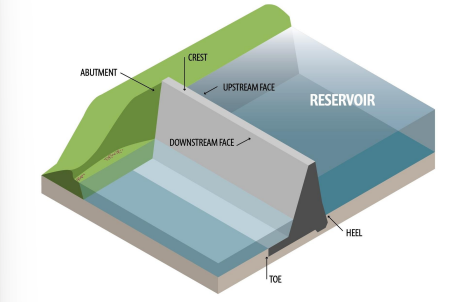 CREST
ABUTMENT
UPSTREAM FACE
RESERVOIR
DOWNSTREAM FACE
HEEL
TOE